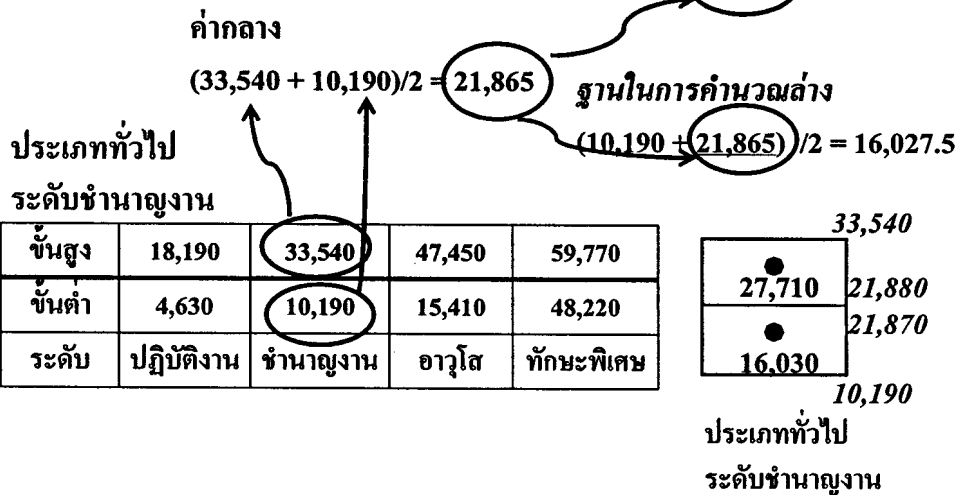 ค่ากลาง
(33,540 + 10,190)/2 = 21,865
ฐานในการคำนวณล่าง
(10,190 + 21,865) /2 = 16,027.5
ประเภททั่วไป
ระดับชำนาญงาน
ขั้นสูง 18,190 33,540 47,450 59,770
ขั้นต่ำ 4,630 10,190 15,410 48,220
ระดับ ปฏิบัติงาน ชำนาญงาน อาวุโส ทักษะพิเศษ
33,540
27,710 21,880
21,870
16,030
10,190
ประเภททั่วไป
ระดับชำนาญงาน